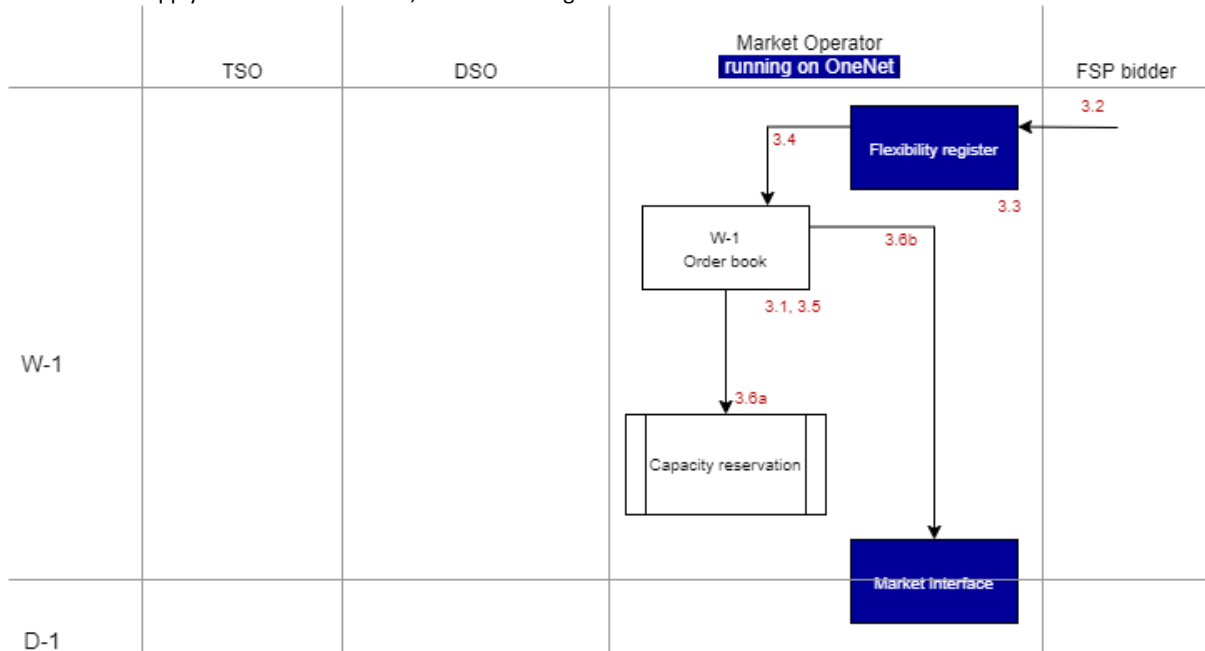 Market Operator
TSO
DSO
running on OneNet
FSP bidder
3.2
3.4
Flexibility register
3.3
W-1
Order book
3.6b
3.1, 3.5
W-1
3.6a
Capacity reservation
Market Interface
D-1